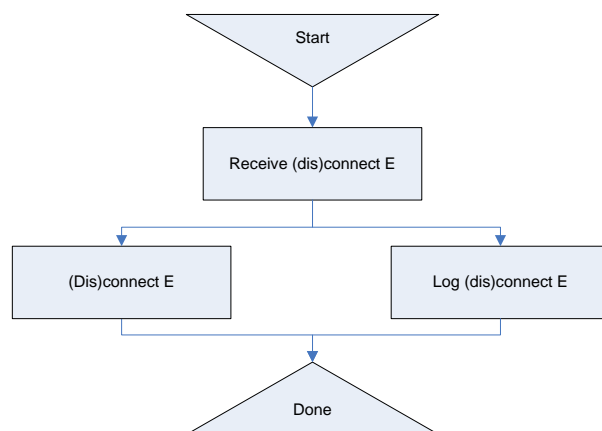 Start
Receive (dis)connect E
(Dis)connect E
Log (dis)connect E
Done